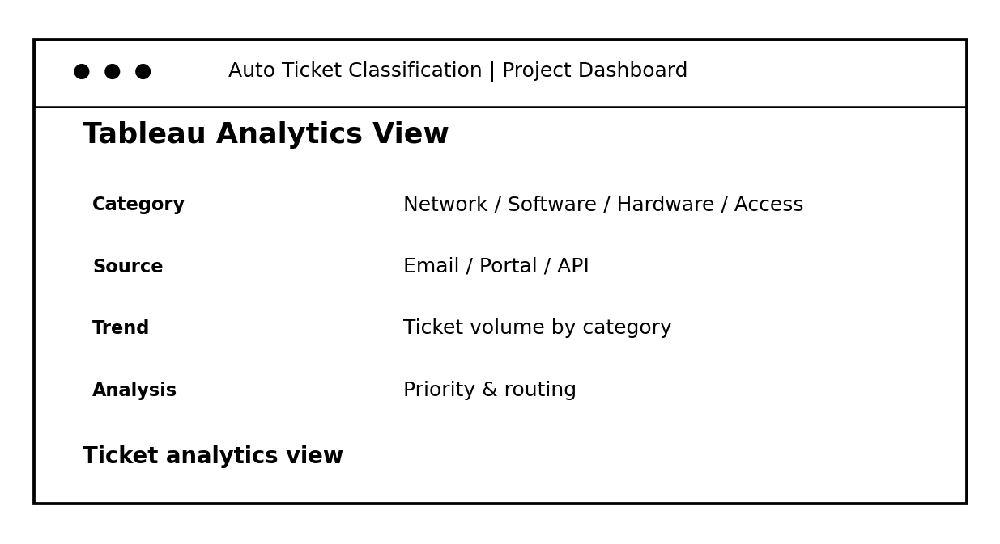 Auto Ticket Classification | Project Dashboard
Tableau Analytics View
Category Network / Software / Hardware / Access
Source Email / Portal / API
Trend Ticket volume by category
Analysis Priority & routing
Ticket analytics view